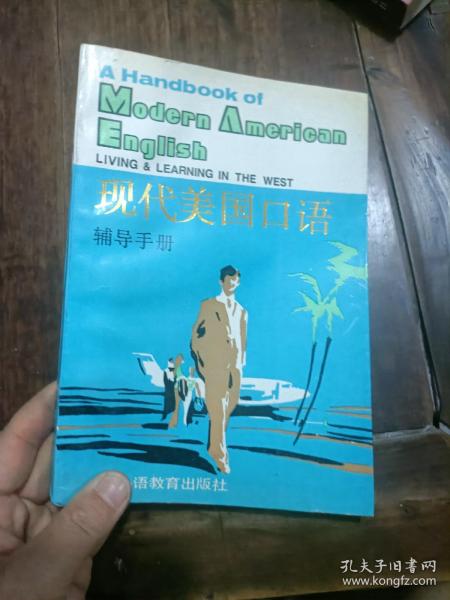 A Handbook of
Modern American
English
LIVING & LEARNING IN THE WEST
现代美国口语
辅导手册
语教育出版社
孔夫子旧书网
www.kongfz.com